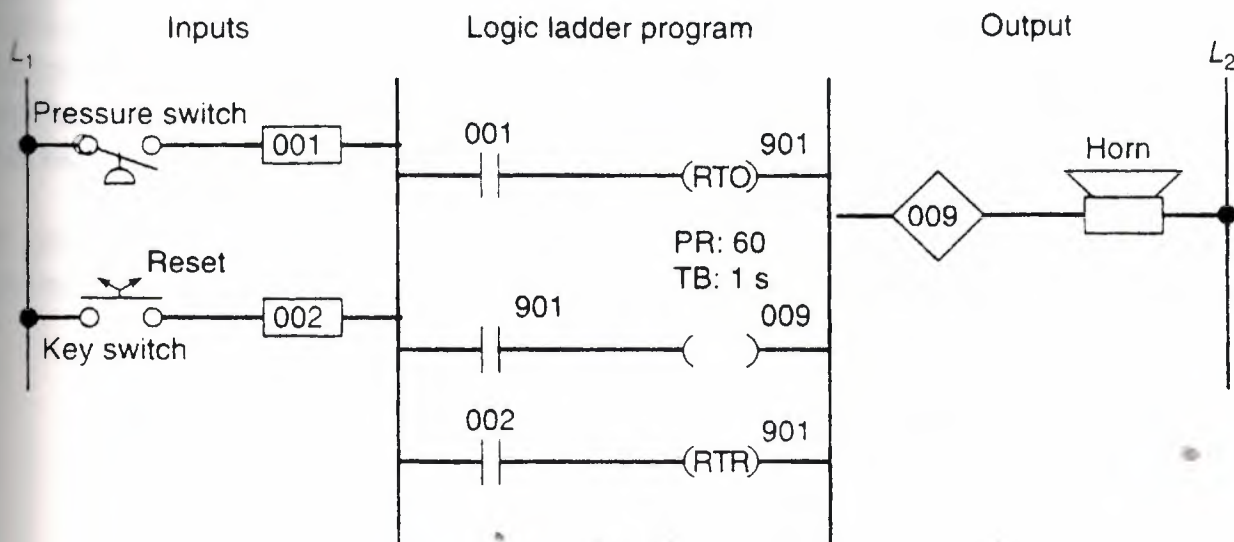 Inputs
Logic ladder program
Output
L1
L2
Pressure switch
001
001
901
(RTO)
Horn
009
PR: 60
TB: 1 s
Reset
002
Key switch
901
009
( )
002
901
(RTR)